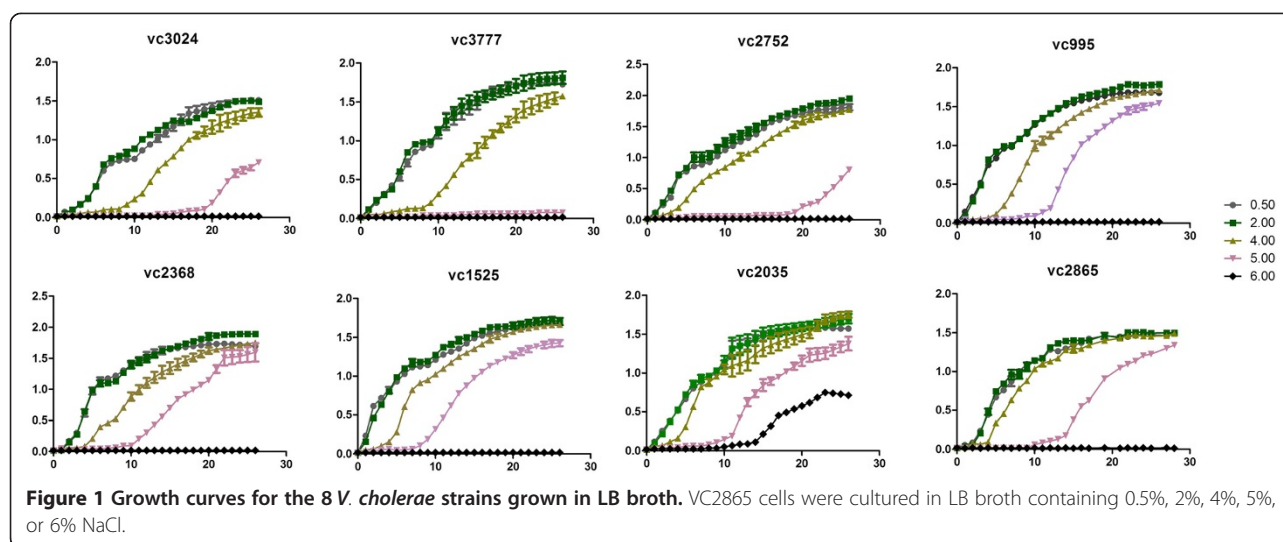 vc3024
2.0
1.5
1.0
0.5
0.0
0 10 20 30
vc3777
2.0
1.5
1.0
0.5
0.0
0 10 20 30
vc2752
2.5
2.0
1.5
1.0
0.5
0.0
0 10 20 30
vc995
2.0
1.5
1.0
0.5
0.0
0 10 20 30
0.50
2.00
4.00
5.00
6.00
vc2368
2.5
2.0
1.5
1.0
0.5
0.0
0 10 20 30
vc1525
2.0
1.5
1.0
0.5
0.0
0 10 20 30
vc2035
2.0
1.5
1.0
0.5
0.0
0 10 20 30
vc2865
2.0
1.5
1.0
0.5
0.0
0 10 20 30
Figure 1 Growth curves for the 8 V. cholerae strains grown in LB broth. VC2865 cells were cultured in LB broth containing 0.5%, 2%, 4%, 5%,
or 6% NaCl.